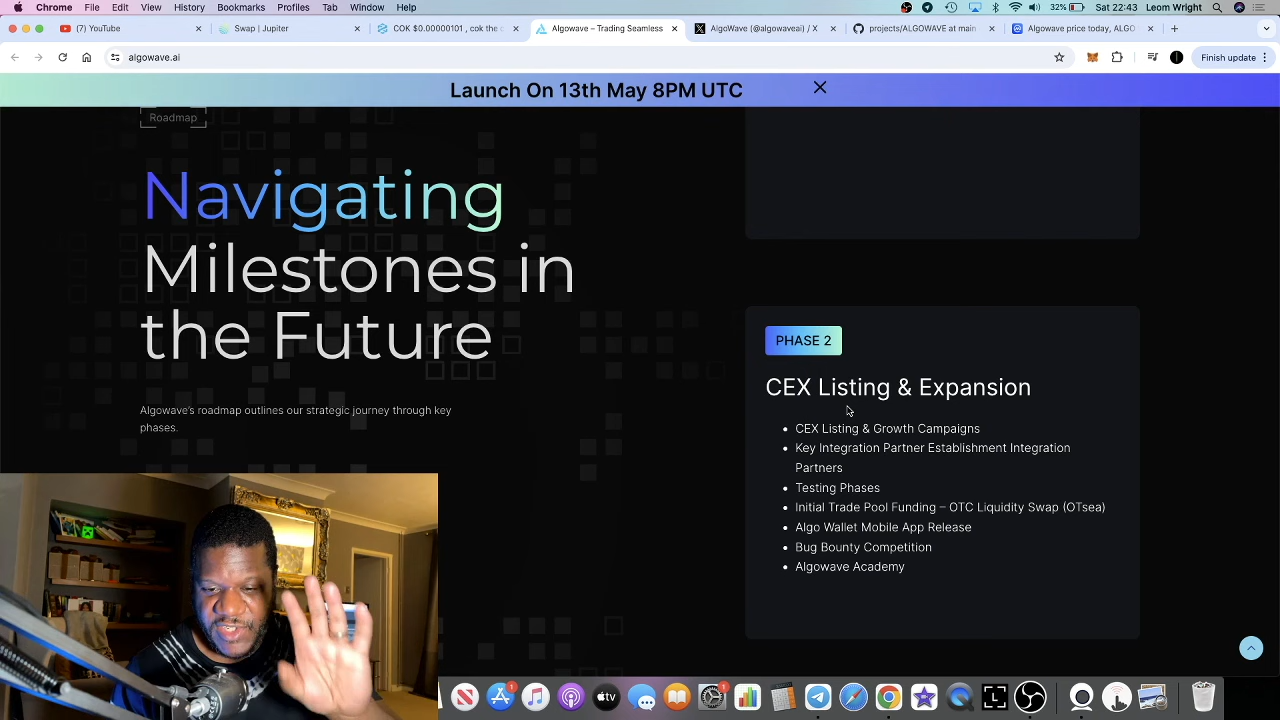 Chrome File Edit View History Bookmarks Profiles Tab Window Help 32% Sat 22:43 Leom Wright
(7) YouTube Swap | Jupiter COK $0.00000101 , cok the c Algowave – Trading Seamless AlgoWave (@algowaveai) / X projects/ALGOWAVE at main Algowave price today, ALGO
algowave.ai Finish update
Launch On 13th May 8PM UTC
Roadmap
Navigating
Milestones in
the Future
Algowave's roadmap outlines our strategic journey through key
phases.
PHASE 2
CEX Listing & Expansion
• CEX Listing & Growth Campaigns
• Key Integration Partner Establishment Integration
Partners
• Testing Phases
• Initial Trade Pool Funding – OTC Liquidity Swap (OTsea)
• Algo Wallet Mobile App Release
• Bug Bounty Competition
• Algowave Academy
tv
L